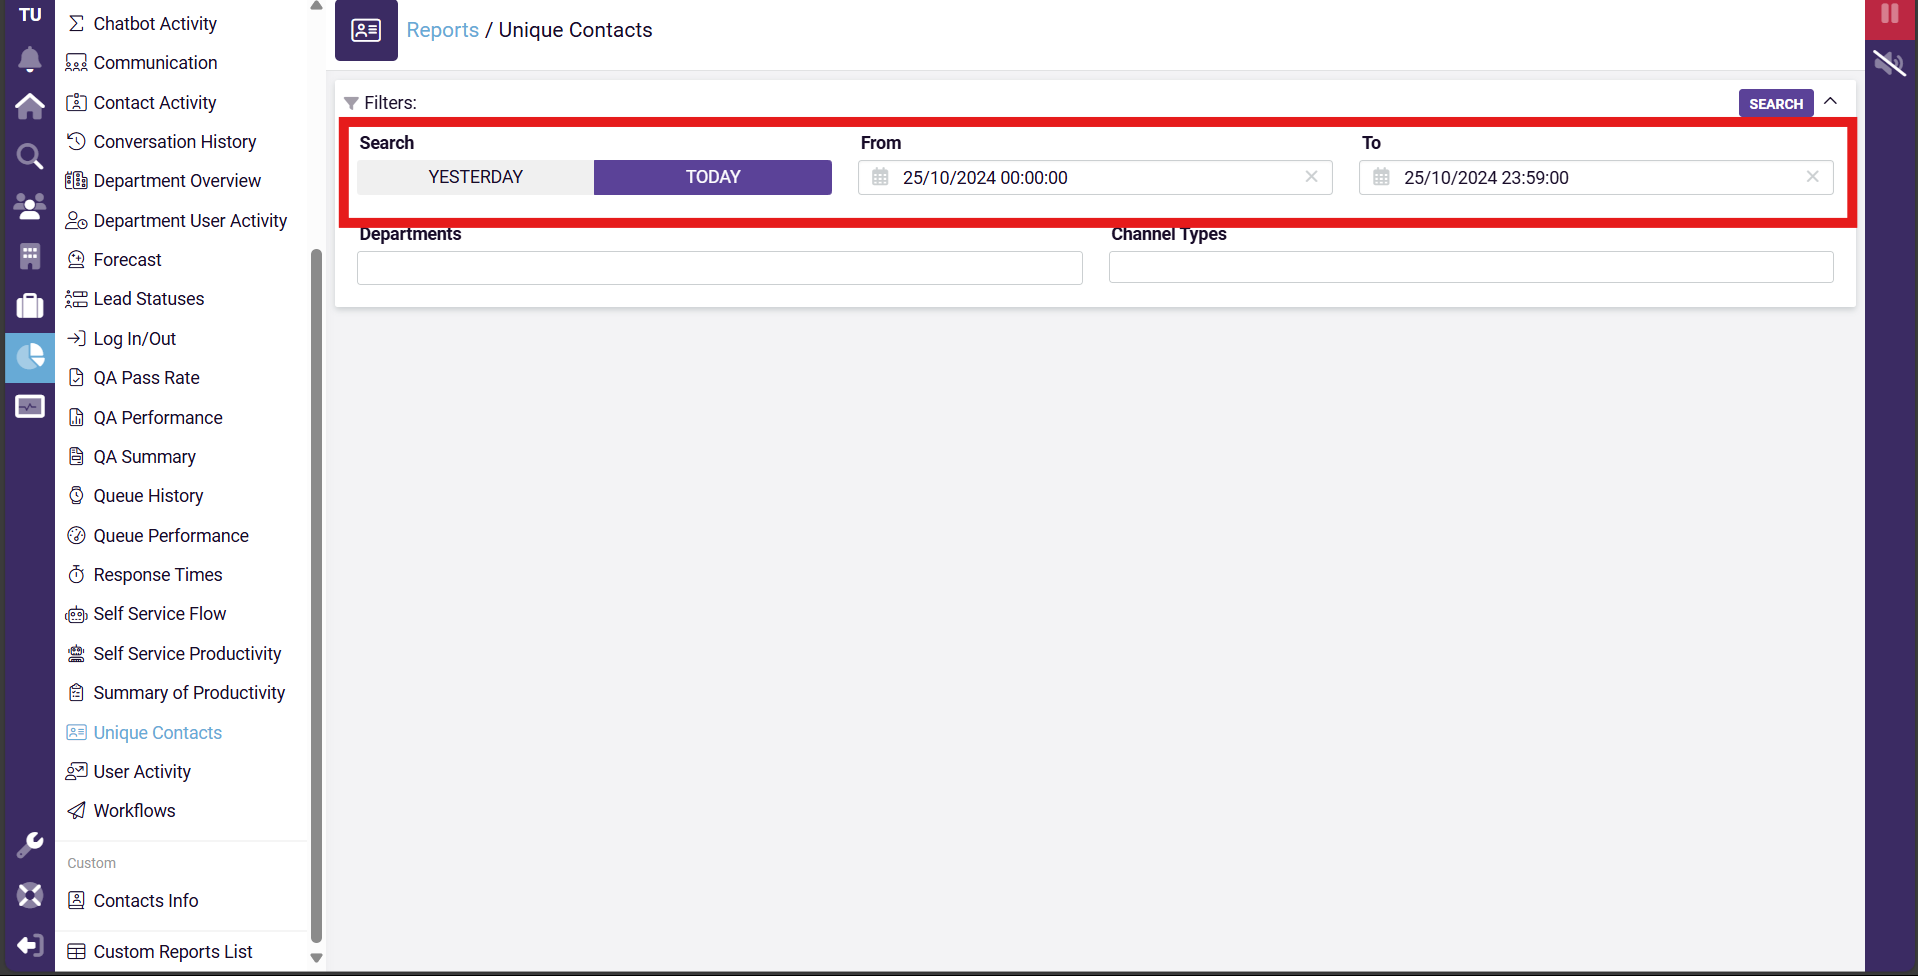 TU
Chatbot Activity
Communication
Contact Activity
Conversation History
Department Overview
Department User Activity
Forecast
Lead Statuses
Log In/Out
QA Pass Rate
QA Performance
QA Summary
Queue History
Queue Performance
Response Times
Self Service Flow
Self Service Productivity
Summary of Productivity
Unique Contacts
User Activity
Workflows
Custom
Contacts Info
Custom Reports List
Reports / Unique Contacts
Filters:
SEARCH
Search From To
YESTERDAY TODAY 25/10/2024 00:00:00 25/10/2024 23:59:00
Departments Channel Types